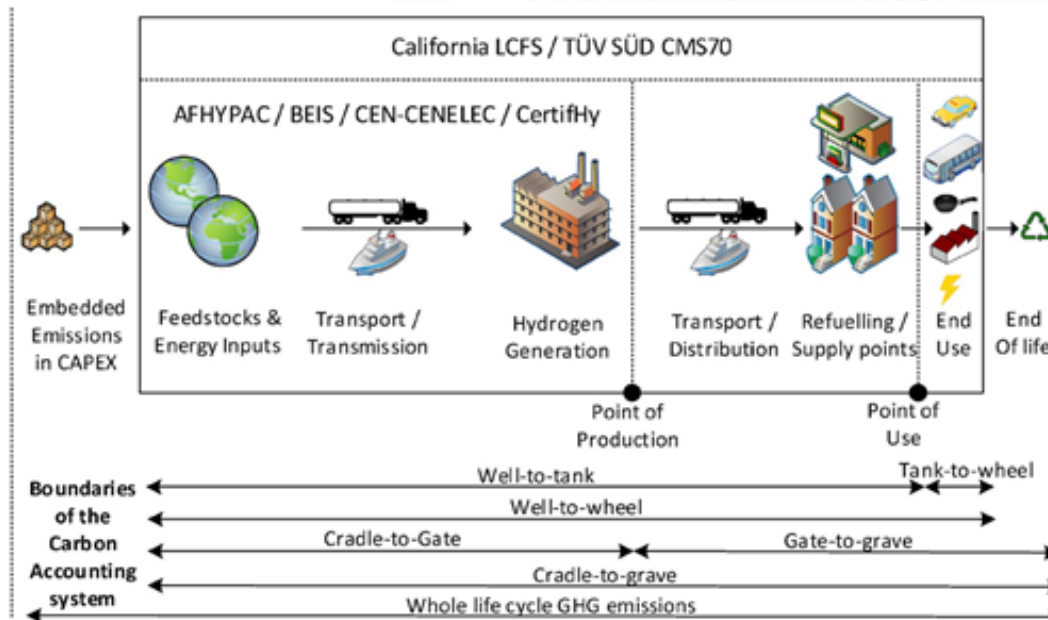 California LCFS / TÜV SÜD CMS70
AFHYPAC / BEIS / CEN-CENELEC / CertifHy
Embedded
Emissions
in CAPEX
Feedstocks &
Energy Inputs
Transport /
Transmission
Hydrogen
Generation
Transport /
Distribution
Refuelling /
Supply points
End
Use
End
Of life
Point of
Production
Point of
Use
Boundaries
of the
Carbon
Accounting
system
Well-to-tank
Tank-to-wheel
Well-to-wheel
Cradle-to-Gate
Gate-to-grave
Cradle-to-grave
Whole life cycle GHG emissions